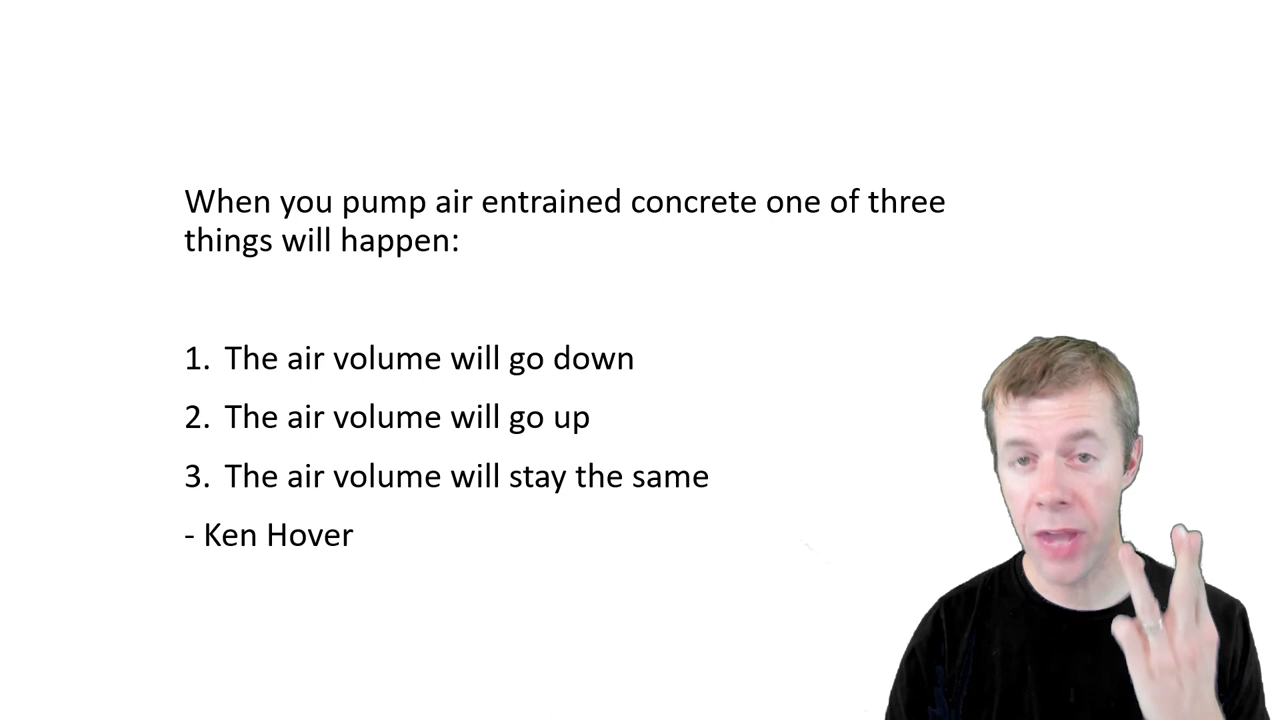 When you pump air entrained concrete one of three
things will happen:
1. The air volume will go down
2. The air volume will go up
3. The air volume will stay the same
- Ken Hover